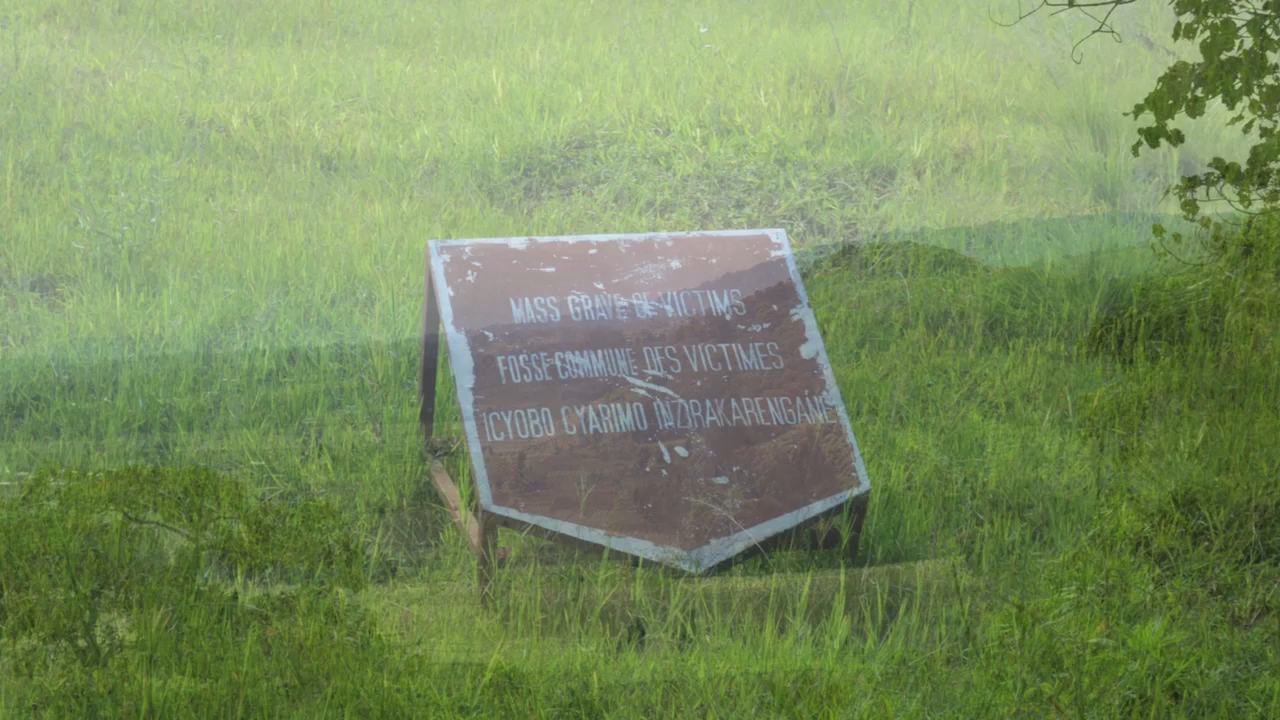 MASS GRAVE OF VICTIMS
FOSSE COMMUNE DES VICTIMES
ICYOBO CYARIMO INZIRAKARENGANE